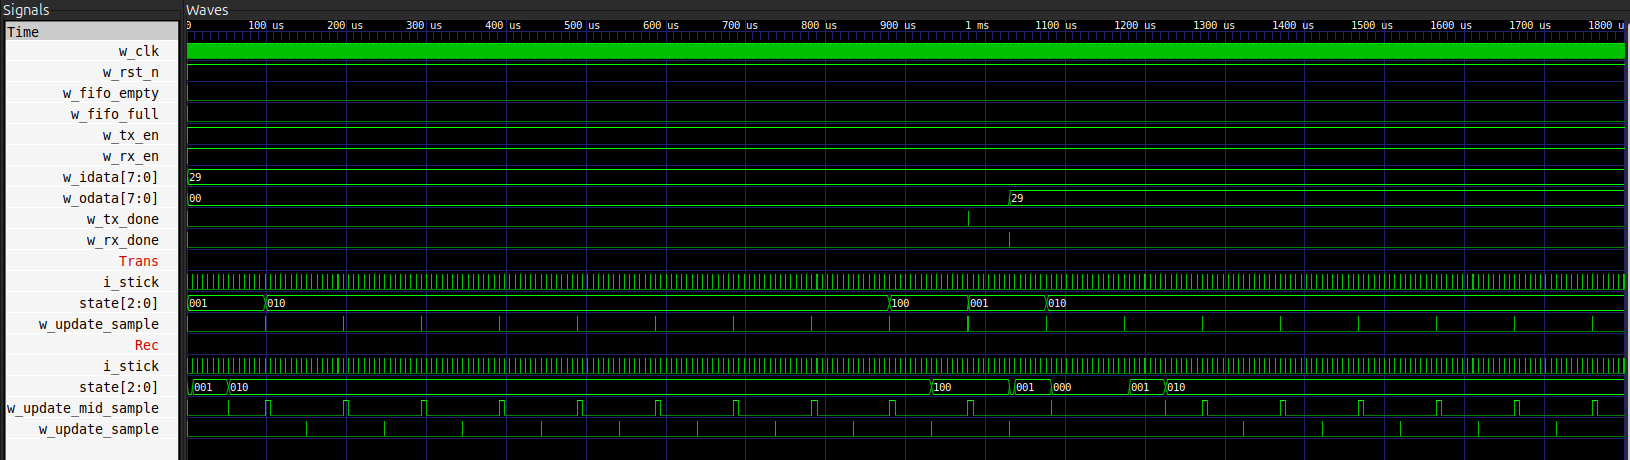 Signals Waves
Time 0 100 us 200 us 300 us 400 us 500 us 600 us 700 us 800 us 900 us 1 ms 1100 us 1200 us 1300 us 1400 us 1500 us 1600 us 1700 us 1800 u
w_clk
w_rst_n
w_fifo_empty
w_fifo_full
w_tx_en
w_rx_en
w_idata[7:0] 29
w_odata[7:0] 00 29
w_tx_done
w_rx_done
Trans
i_stick
state[2:0] 001 010 100 001 010
w_update_sample
Rec
i_stick
state[2:0] 001 010 100 001 000 001 010
w_update_mid_sample
w_update_sample